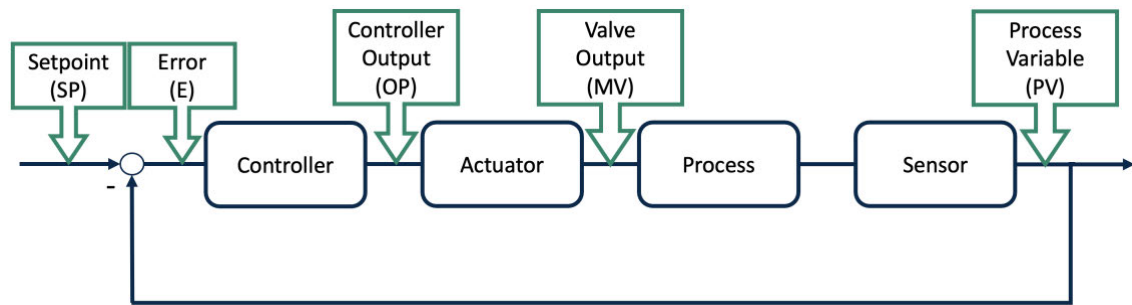 Setpoint
(SP)
Error
(E)
Controller
Output
(OP)
Valve
Output
(MV)
Process
Variable
(PV)
-
Controller
Actuator
Process
Sensor